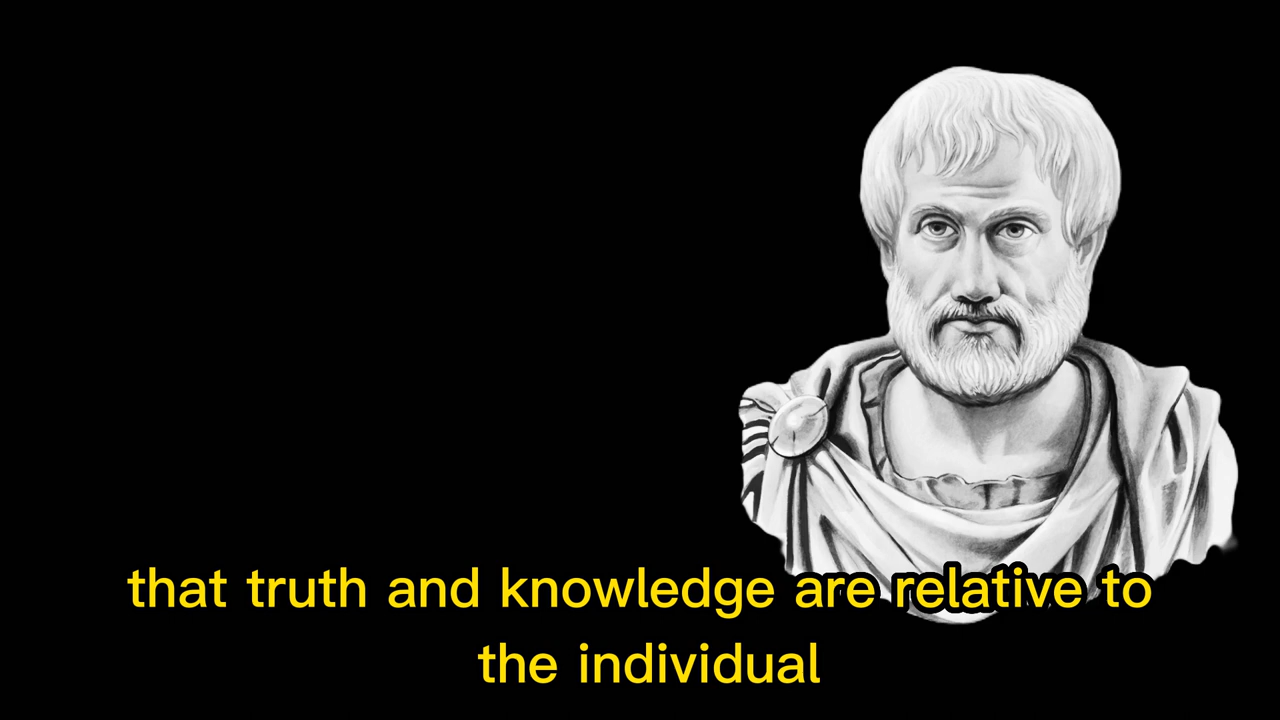 that truth and knowledge are relative to
the individual